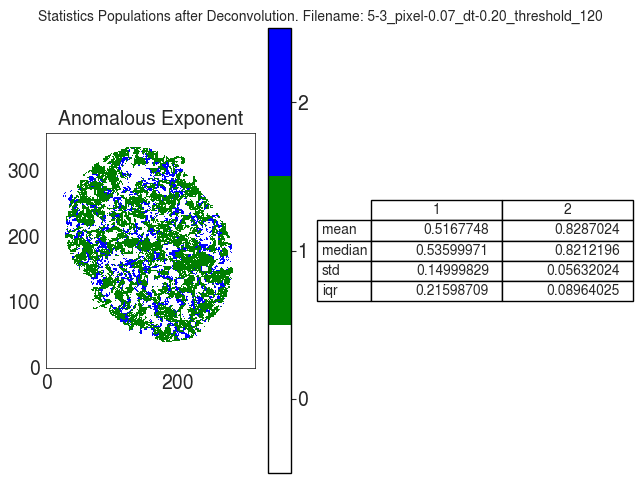 Statistics Populations after Deconvolution. Filename: 5-3_pixel-0.07_dt-0.20_threshold_120
Anomalous Exponent
300
200
100
0
0 200
2
1
0
1 2
mean 0.5167748 0.8287024
median 0.53599971 0.8212196
std 0.14999829 0.05632024
iqr 0.21598709 0.08964025